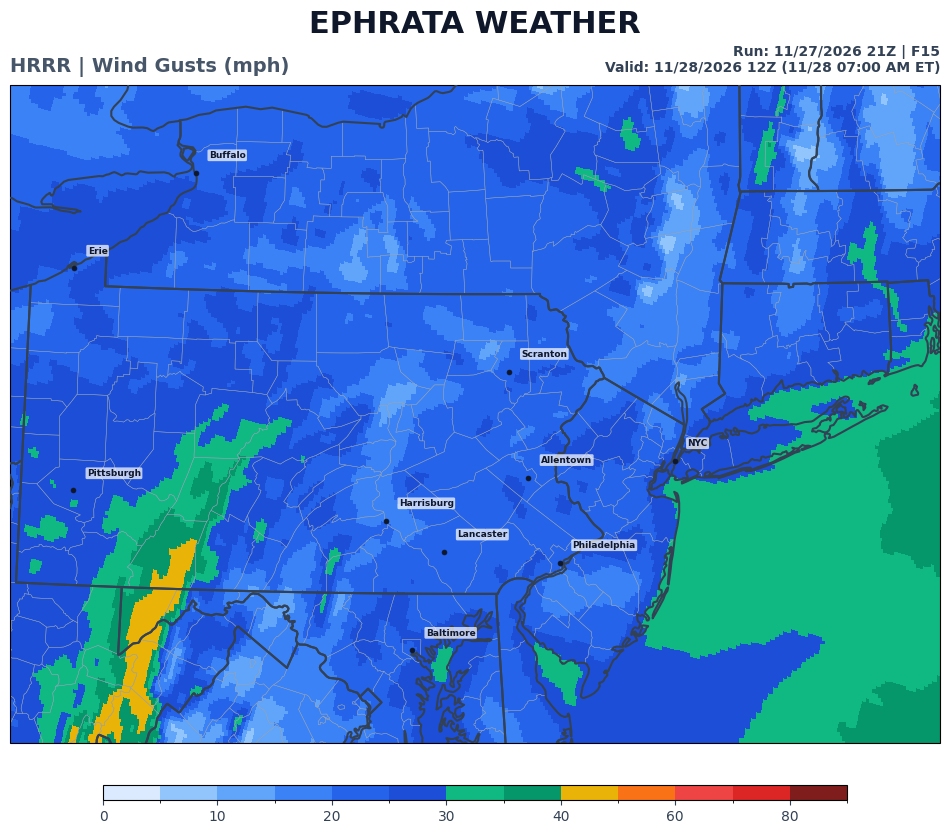 EPHRATA WEATHER
HRRR | Wind Gusts (mph)
Run: 11/27/2026 21Z | F15
Valid: 11/28/2026 12Z (11/28 07:00 AM ET)
Buffalo
Erie
Scranton
NYC
Allentown
Pittsburgh
Harrisburg
Lancaster
Philadelphia
Baltimore
0 10 20 30 40 50 60 70 80